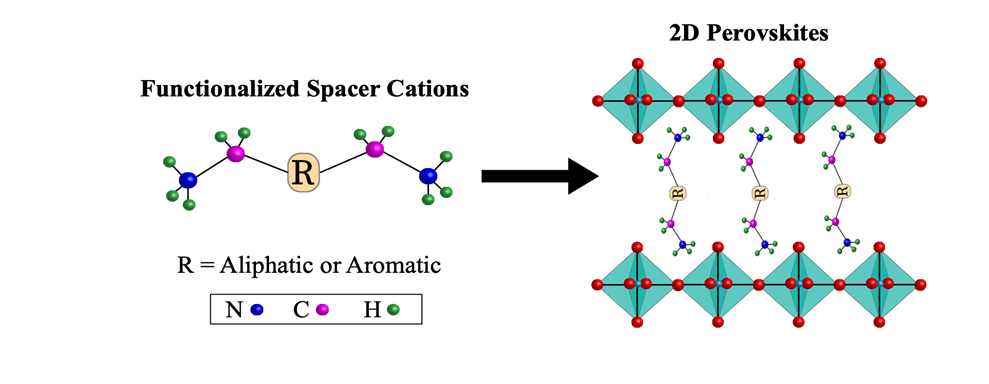 2D Perovskites
Functionalized Spacer Cations
R
R = Aliphatic or Aromatic
N C H
R R R